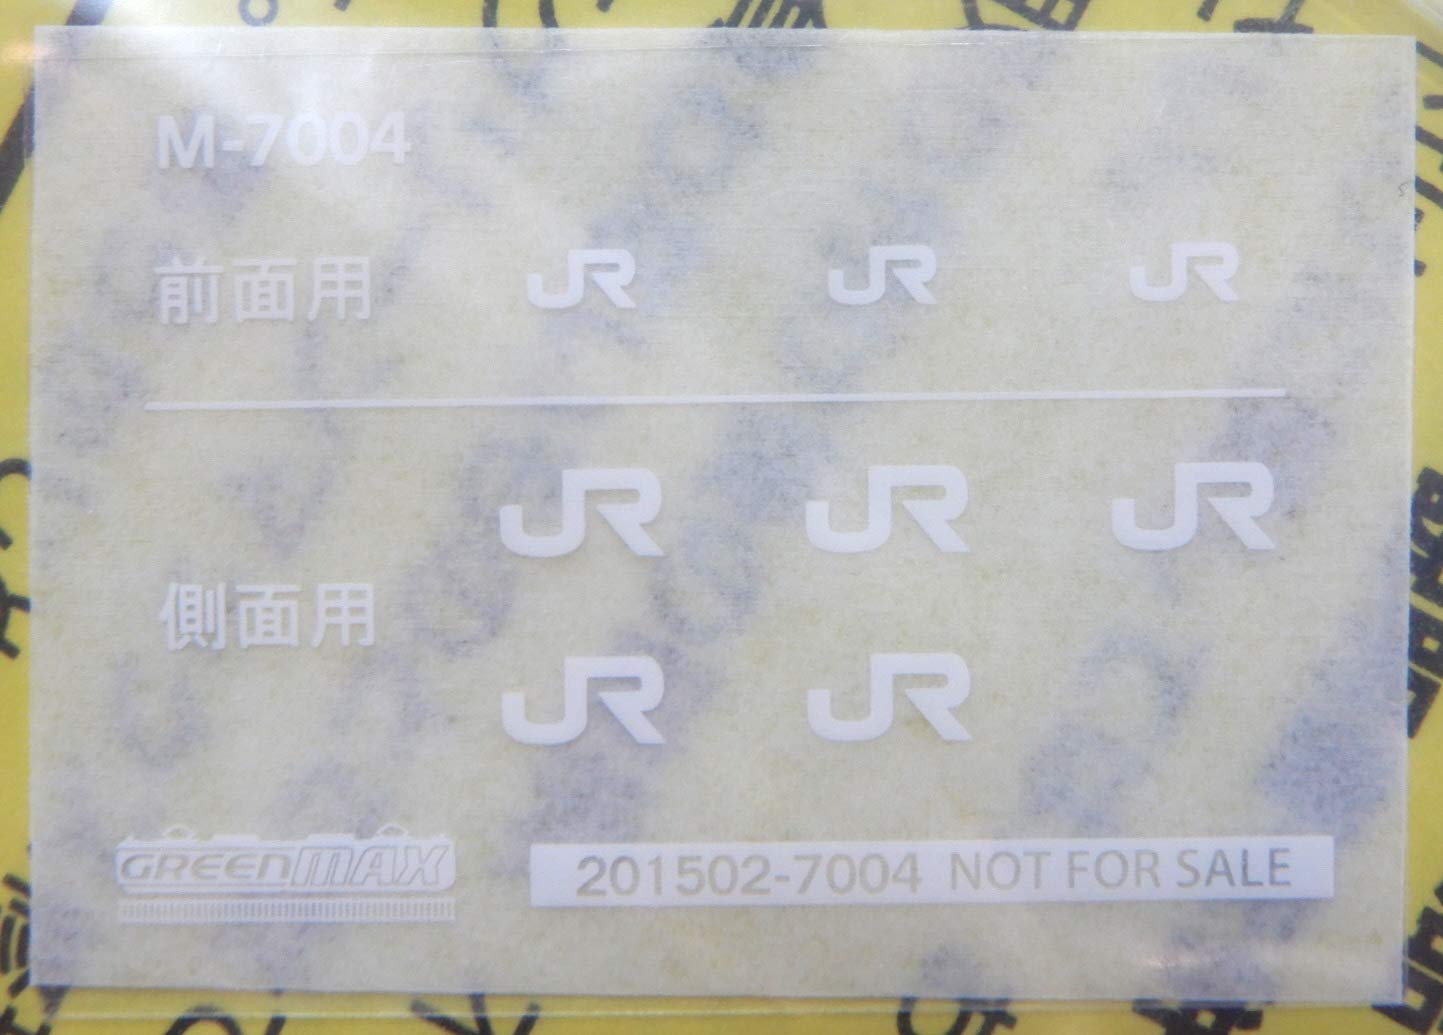 M-7004
前面用 JR JR JR
JR JR JR
側面用
JR JR
GREENMAX
201502-7004 NOT FOR SALE